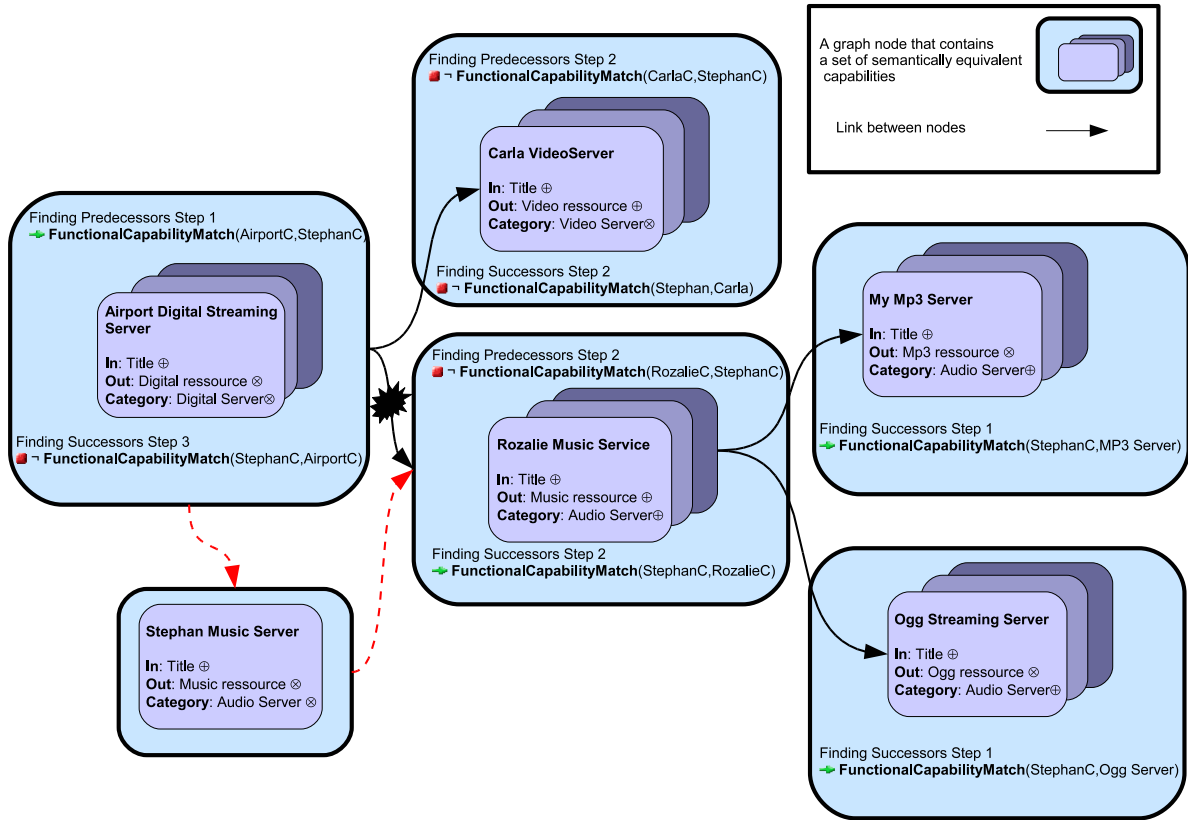 Finding Predecessors Step 2
¬ FunctionalCapabilityMatch(CarlaC,StephanC)
Carla VideoServer
In: Title ⊕
Out: Video ressource ⊕
Category: Video Server⊗
Finding Successors Step 2
¬ FunctionalCapabilityMatch(Stephan,Carla)
A graph node that contains
a set of semantically equivalent
capabilities
Link between nodes
Finding Predecessors Step 1
FunctionalCapabilityMatch(AirportC,StephanC)
Airport Digital Streaming
Server
In: Title ⊕
Out: Digital ressource ⊗
Category: Digital Server⊗
Finding Successors Step 3
¬ FunctionalCapabilityMatch(StephanC,AirportC)
Finding Predecessors Step 2
¬ FunctionalCapabilityMatch(RozalieC,StephanC)
Rozalie Music Service
In: Title ⊕
Out: Music ressource ⊕
Category: Audio Server⊕
Finding Successors Step 2
FunctionalCapabilityMatch(StephanC,RozalieC)
My Mp3 Server
In: Title ⊕
Out: Mp3 ressource ⊗
Category: Audio Server⊕
Finding Successors Step 1
FunctionalCapabilityMatch(StephanC,MP3 Server)
Stephan Music Server
In: Title ⊕
Out: Music ressource ⊗
Category: Audio Server ⊗
Ogg Streaming Server
In: Title ⊕
Out: Ogg ressource ⊗
Category: Audio Server⊕
Finding Successors Step 1
FunctionalCapabilityMatch(StephanC,Ogg Server)